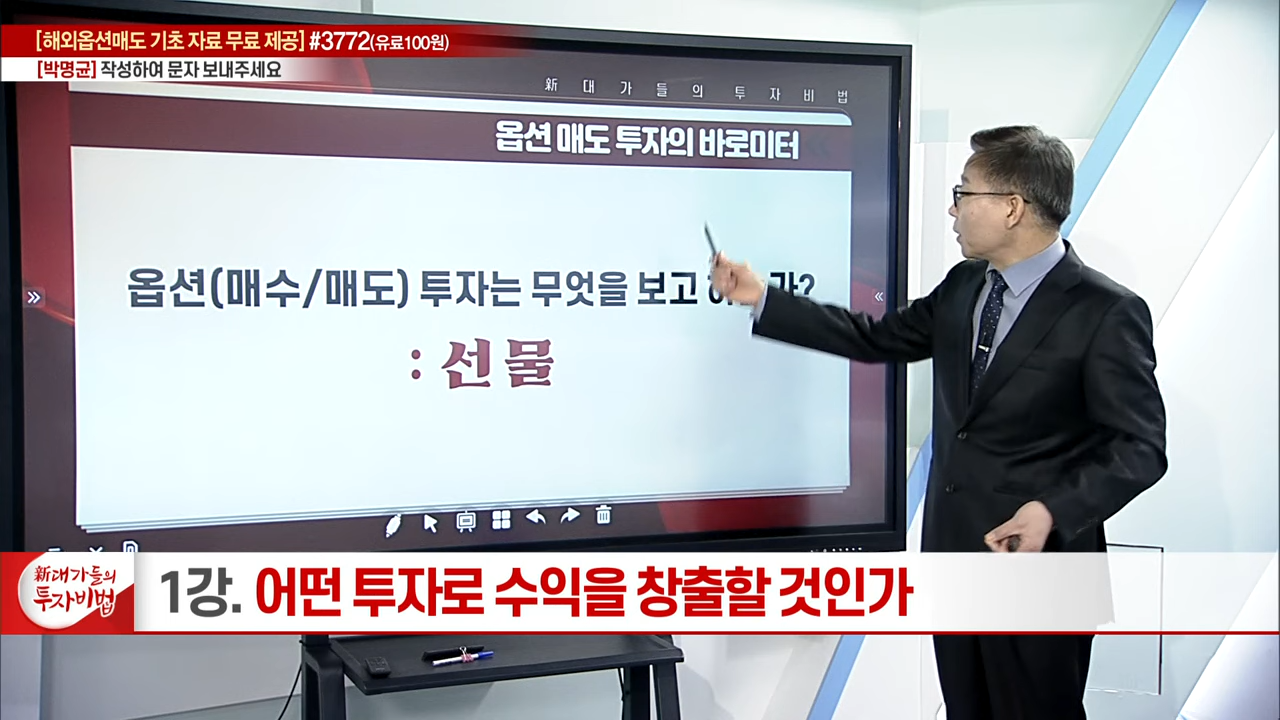 [해외옵션매도 기초 자료 무료 제공] #3772(유료100원)
[박명균] 작성하여 문자 보내주세요
新 대 가 들 의 투 자 비 법
옵션 매도 투자의 바로미터
옵션(매수/매도) 투자는 무엇을 보고 가?
: 선물
新대가들의
투자비법
1강. 어떤 투자로 수익을 창출할 것인가